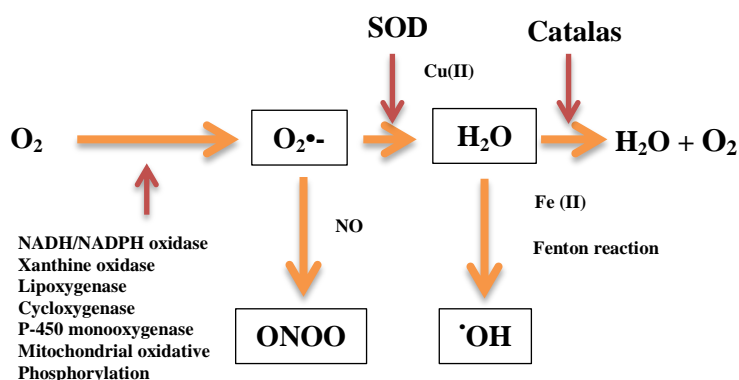 SOD Catalas
Cu(II)
O₂ O₂•- H₂O H₂O + O₂
NO
Fe (II)
Fenton reaction
NADH/NADPH oxidase
Xanthine oxidase
Lipoxygenase
Cycloxygenase
P-450 monooxygenase
Mitochondrial oxidative
Phosphorylation
ONOO •OH